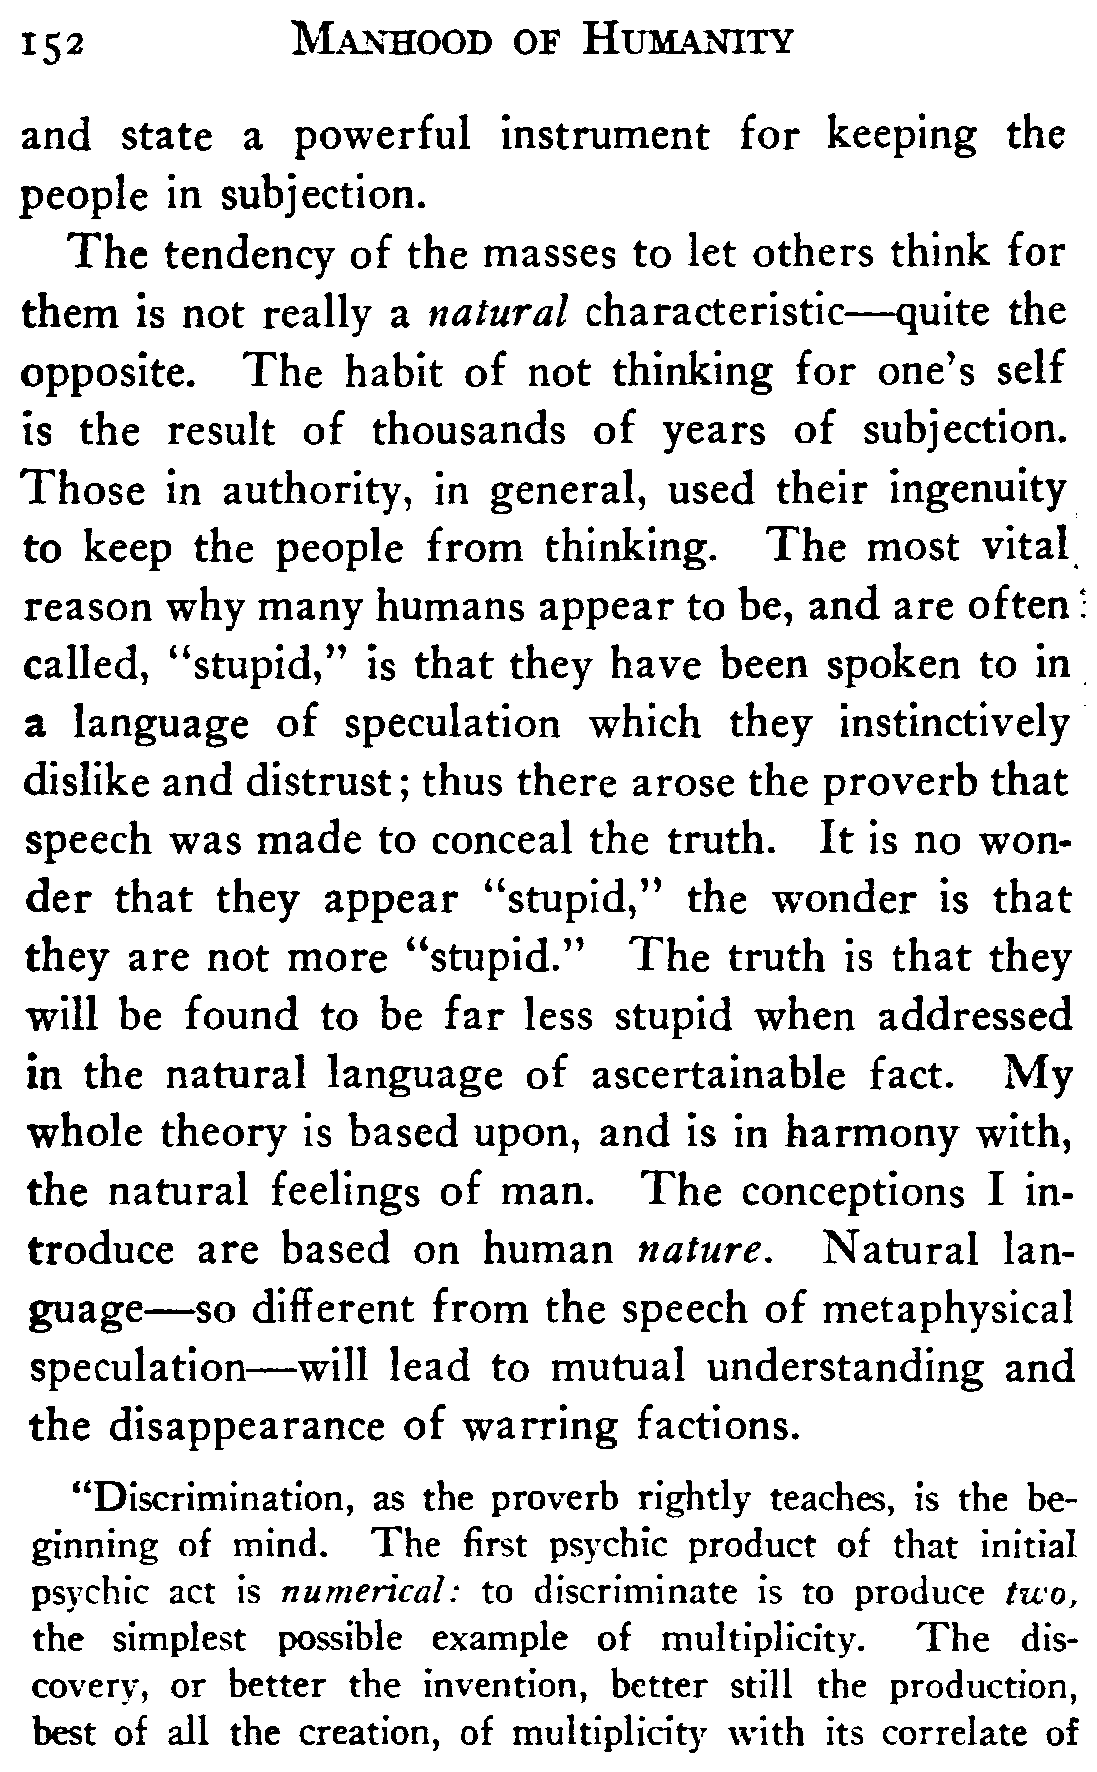 152 MANHOOD OF HUMANITY
and state a powerful instrument for keeping the
people in subjection.
The tendency of the masses to let others think for
them is not really a natural characteristic—quite the
opposite. The habit of not thinking for one's self
is the result of thousands of years of subjection.
Those in authority, in general, used their ingenuity
to keep the people from thinking. The most vital
reason why many humans appear to be, and are often
called, "stupid," is that they have been spoken to in
a language of speculation which they instinctively
dislike and distrust; thus there arose the proverb that
speech was made to conceal the truth. It is no won-
der that they appear "stupid," the wonder is that
they are not more "stupid." The truth is that they
will be found to be far less stupid when addressed
in the natural language of ascertainable fact. My
whole theory is based upon, and is in harmony with,
the natural feelings of man. The conceptions I in-
troduce are based on human nature. Natural lan-
guage—so different from the speech of metaphysical
speculation—will lead to mutual understanding and
the disappearance of warring factions.
"Discrimination, as the proverb rightly teaches, is the be-
ginning of mind. The first psychic product of that initial
psychic act is numerical: to discriminate is to produce two,
the simplest possible example of multiplicity. The dis-
covery, or better the invention, better still the production,
best of all the creation, of multiplicity with its correlate of